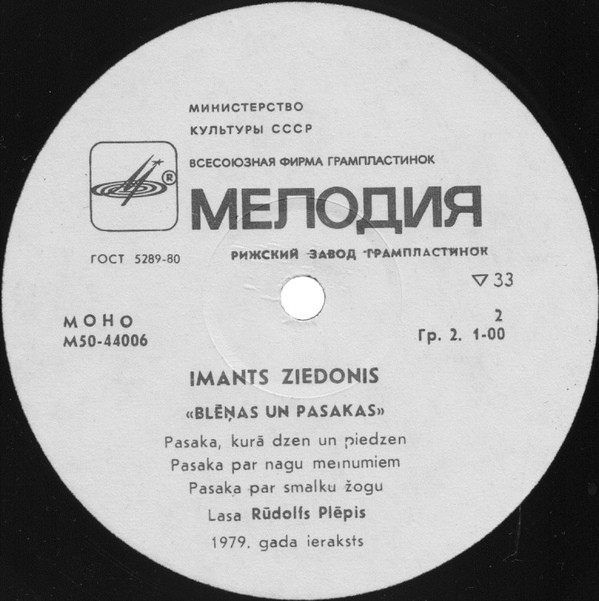 МИНИСТЕРСТВО
КУЛЬТУРЫ СССР
ВСЕСОЮЗНАЯ ФИРМА ГРАМПЛАСТИНОК
®
МЕЛОДИЯ
ГОСТ 5289-80
РИЖСКИЙ ЗАВОД ГРАМПЛАСТИНОК
▽ 33
МОНО
М50-44006
2
Гр. 2. 1-00
IMANTS ZIEDONIS
«BLĒŅAS UN PASAKAS»
Pasaka, kurā dzen un piedzen
Pasaka par nagu meinumiem
Pasaka par smalku žogu
Lasa Rūdolfs Plēpis
1979. gada ieraksts